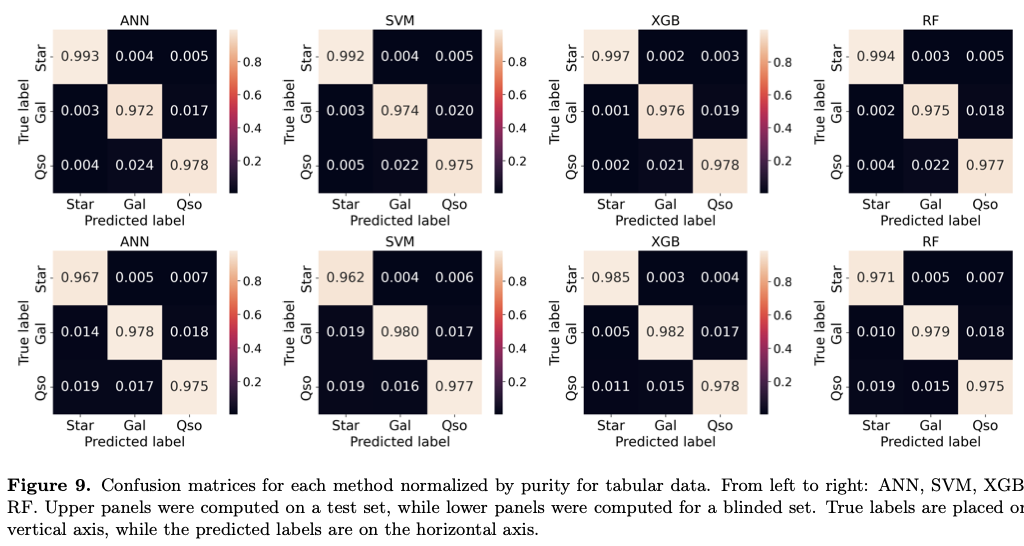 ANN SVM XGB RF
Star 0.993 0.004 0.005 0.8 Star 0.992 0.004 0.005 0.8 Star 0.997 0.002 0.003 0.8 Star 0.994 0.003 0.005
True label Gal 0.003 0.972 0.017 0.6 0.4 True label Gal 0.003 0.974 0.020 0.6 0.4 True label Gal 0.001 0.976 0.019 0.6 0.4 True label Gal 0.002 0.975 0.018
Qso 0.004 0.024 0.978 0.2 Qso 0.005 0.022 0.975 0.2 Qso 0.002 0.021 0.978 0.2 Qso 0.004 0.022 0.977
Star Gal Qso Star Gal Qso Star Gal Qso Star Gal Qso
Predicted label Predicted label Predicted label Predicted label
ANN SVM XGB RF
Star 0.967 0.005 0.007 0.8 Star 0.962 0.004 0.006 0.8 Star 0.985 0.003 0.004 0.8 Star 0.971 0.005 0.007
True label Gal 0.014 0.978 0.018 0.6 0.4 True label Gal 0.019 0.980 0.017 0.6 0.4 True label Gal 0.005 0.982 0.017 0.6 0.4 True label Gal 0.010 0.979 0.018
Qso 0.019 0.017 0.975 0.2 Qso 0.019 0.016 0.977 0.2 Qso 0.011 0.015 0.978 0.2 Qso 0.019 0.015 0.975
Star Gal Qso Star Gal Qso Star Gal Qso Star Gal Qso
Predicted label Predicted label Predicted label Predicted label
Figure 9. Confusion matrices for each method normalized by purity for tabular data. From left to right: ANN, SVM, XGB
RF. Upper panels were computed on a test set, while lower panels were computed for a blinded set. True labels are placed on
vertical axis, while the predicted labels are on the horizontal axis.